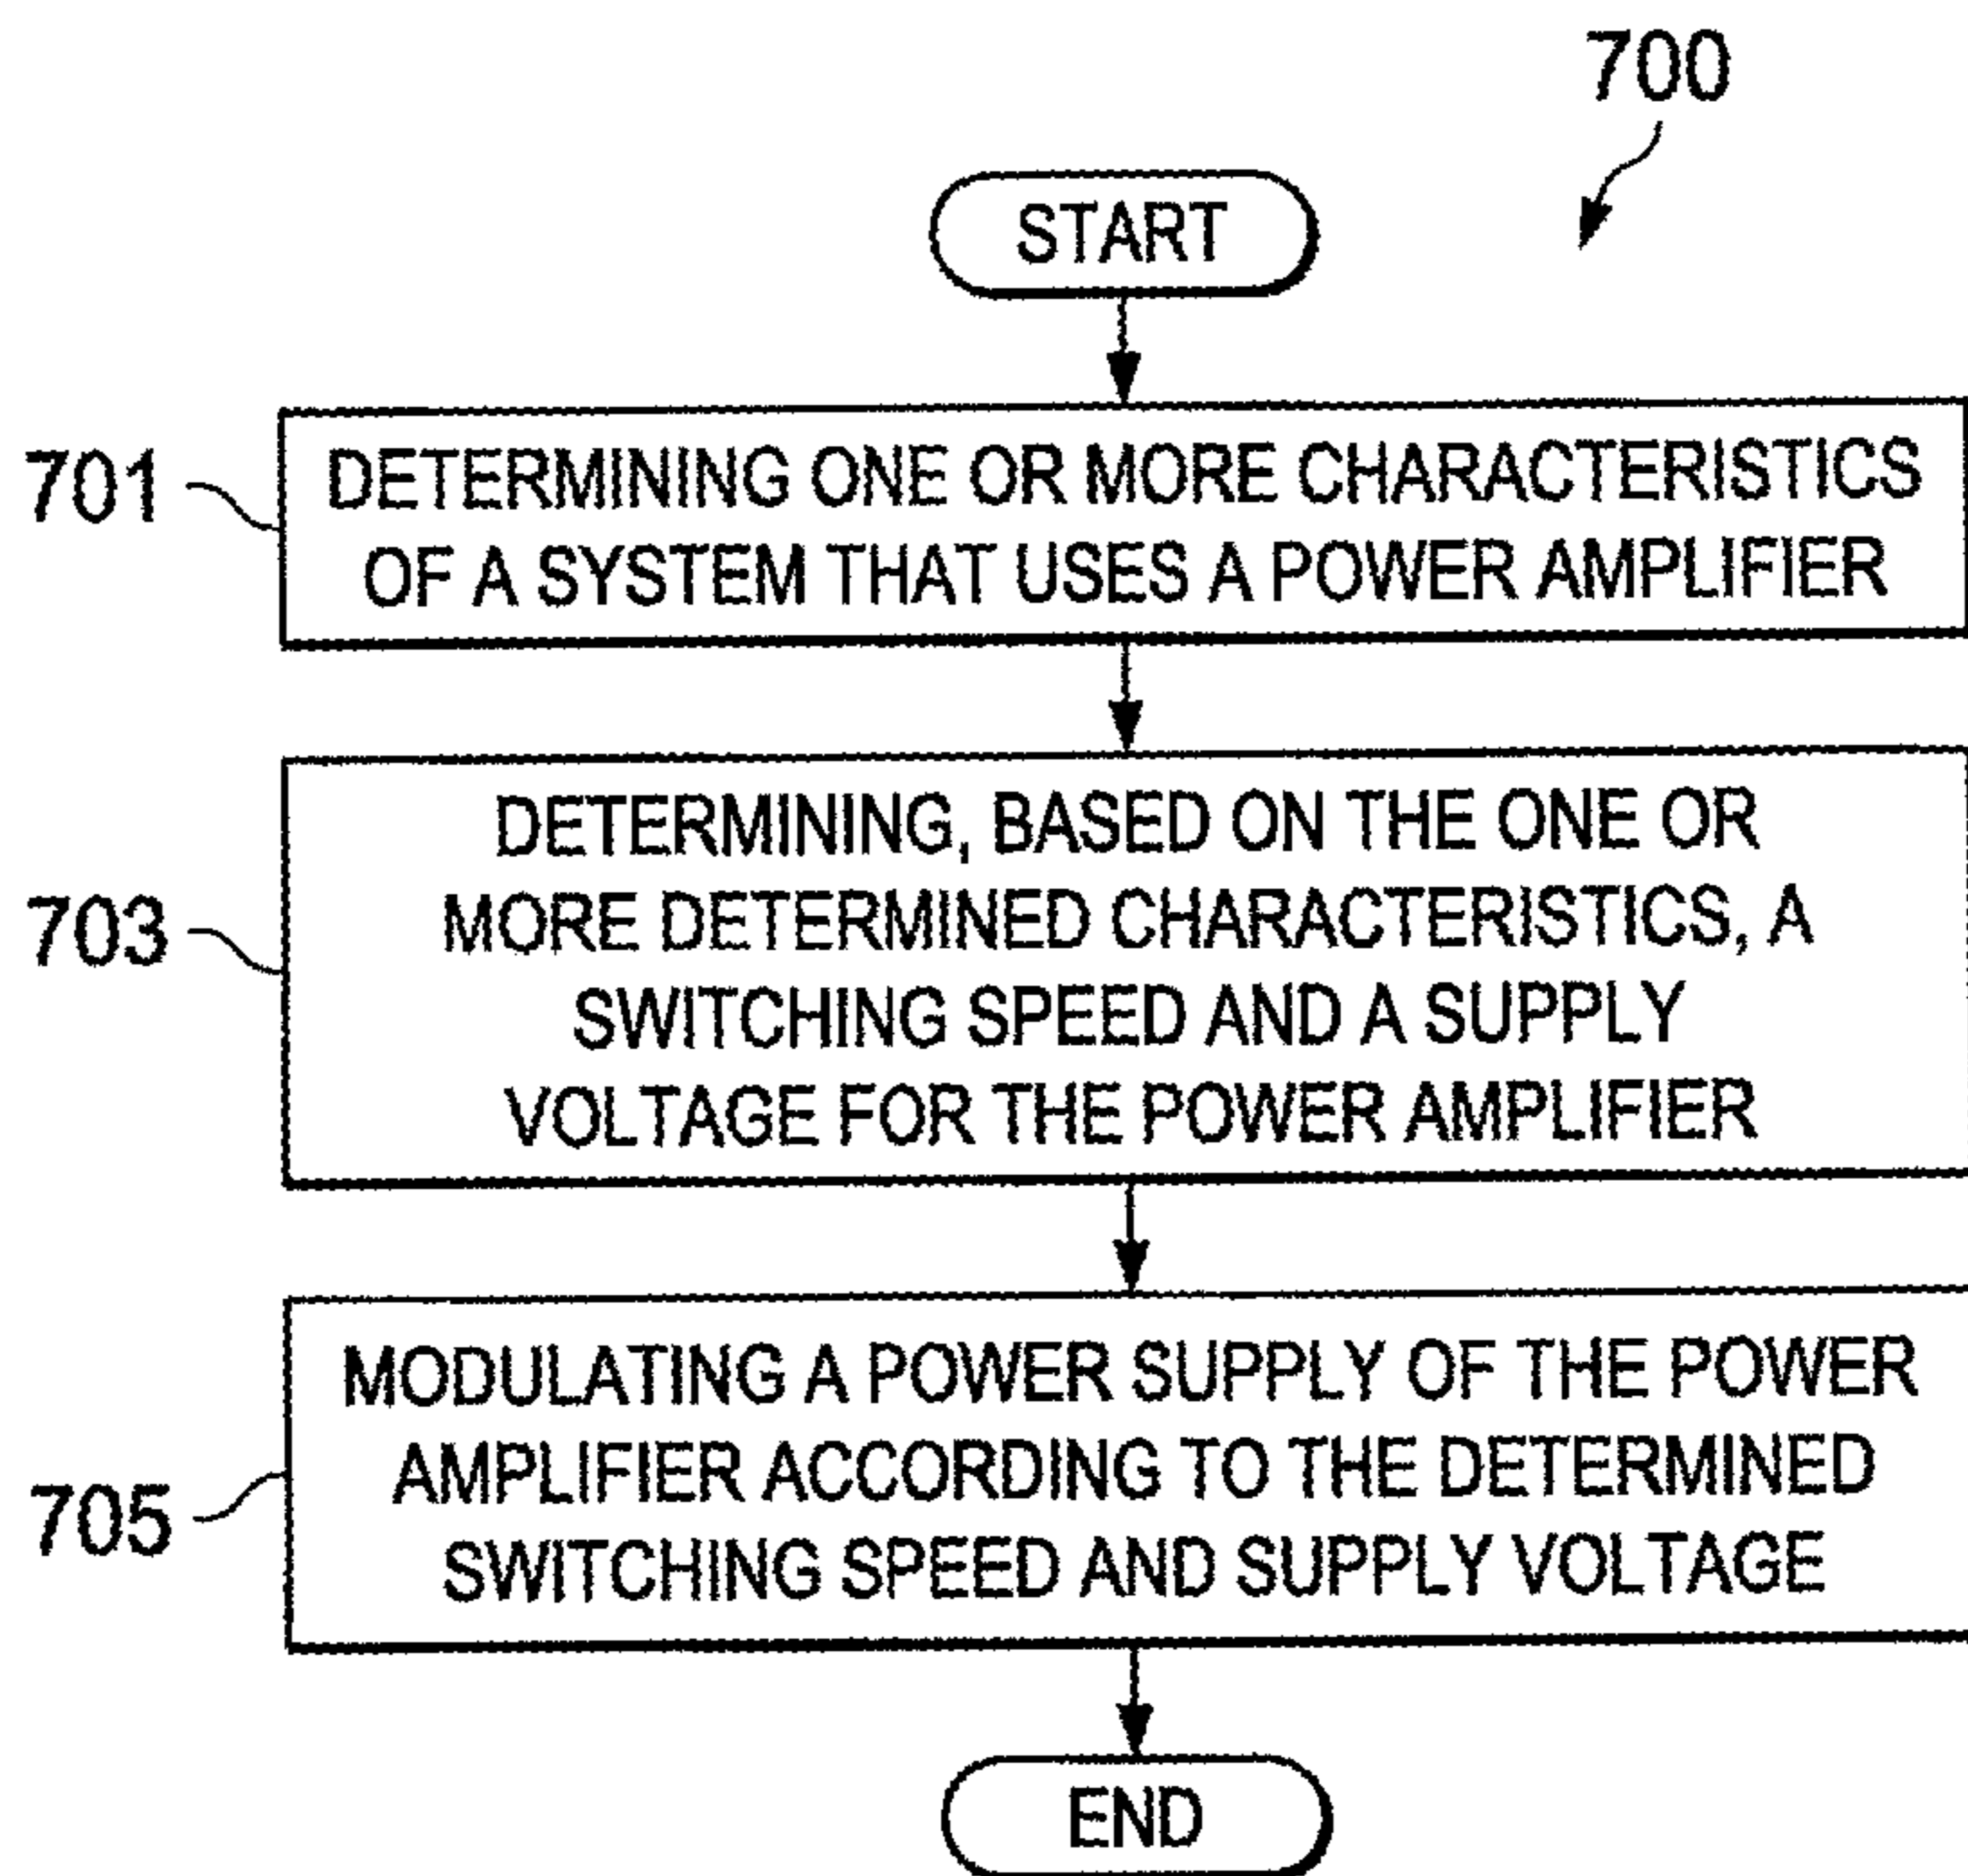 700
START
701
DETERMINING ONE OR MORE CHARACTERISTICS
OF A SYSTEM THAT USES A POWER AMPLIFIER
703
DETERMINING, BASED ON THE ONE OR
MORE DETERMINED CHARACTERISTICS, A
SWITCHING SPEED AND A SUPPLY
VOLTAGE FOR THE POWER AMPLIFIER
705
MODULATING A POWER SUPPLY OF THE POWER
AMPLIFIER ACCORDING TO THE DETERMINED
SWITCHING SPEED AND SUPPLY VOLTAGE
END